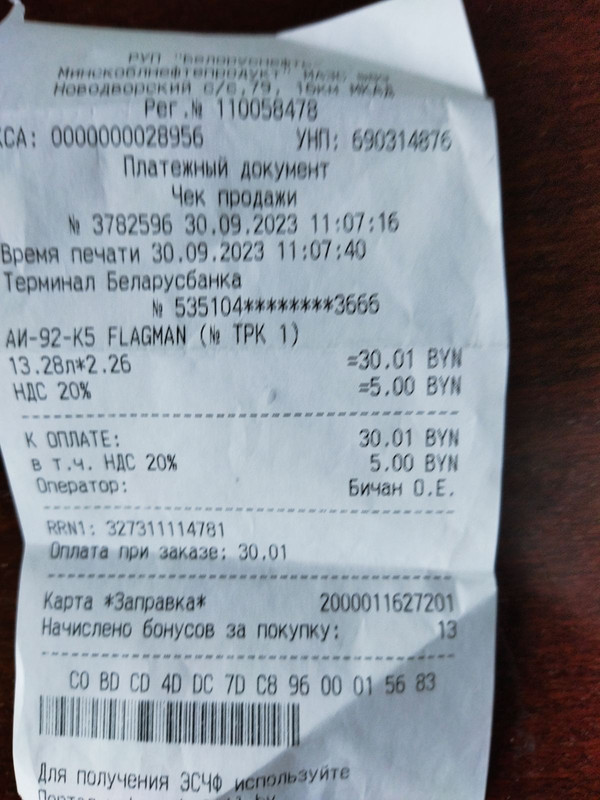 РУП "Белоруснефть-
Минскоблнефтепродукт" МАЗС
Новодворский с/с,79, 16км МКАД
Рег.№ 110058478
КСА: 0000000028956 УНП: 690314876
Платежный документ
Чек продажи
№ 3782596 30.09.2023 11:07:16
Время печати 30.09.2023 11:07:40
Терминал Беларусбанка
№ 535104********3666
АИ-92-К5 FLAGMAN (№ ТРК 1)
13.28л*2.26 =30.01 BYN
НДС 20% =5.00 BYN
К ОПЛАТЕ: 30.01 BYN
в т.ч. НДС 20% 5.00 BYN
Оператор: Бичан О.Е.
RRN1: 327311114781
Оплата при заказе: 30.01
Карта *Заправка* 2000011627201
Начислено бонусов за покупку: 13
C0 BD CD 4D DC 7D C8 96 00 01 56 83
Для получения ЭСЧФ используйте